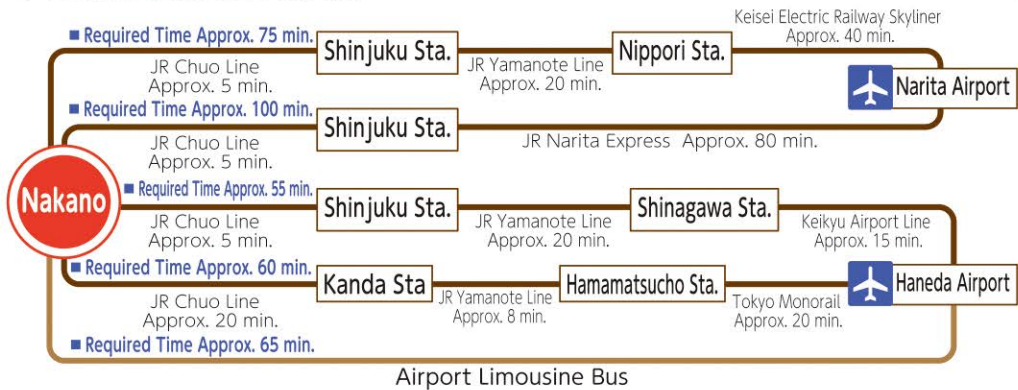 Keisei Electric Railway Skyliner
Approx. 40 min.
■ Required Time Approx. 75 min.
Shinjuku Sta.
Nippori Sta.
JR Chuo Line
Approx. 5 min.
JR Yamanote Line
Approx. 20 min.
Narita Airport
■ Required Time Approx. 100 min.
Shinjuku Sta.
JR Chuo Line
Approx. 5 min.
JR Narita Express Approx. 80 min.
Nakano
■ Required Time Approx. 55 min.
Shinjuku Sta.
Shinagawa Sta.
JR Chuo Line
Approx. 5 min.
JR Yamanote Line
Approx. 20 min.
Keikyu Airport Line
Approx. 15 min.
■ Required Time Approx. 60 min.
Kanda Sta
Hamamatsucho Sta.
Haneda Airport
JR Chuo Line
Approx. 20 min.
JR Yamanote Line
Approx. 8 min.
Tokyo Monorail
Approx. 20 min.
■ Required Time Approx. 65 min.
Airport Limousine Bus